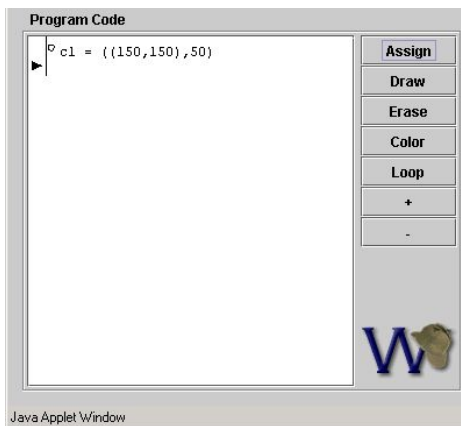 Program Code
c1 = ((150,150),50)
Assign
Draw
Erase
Color
Loop
+
-
W
Java Applet Window